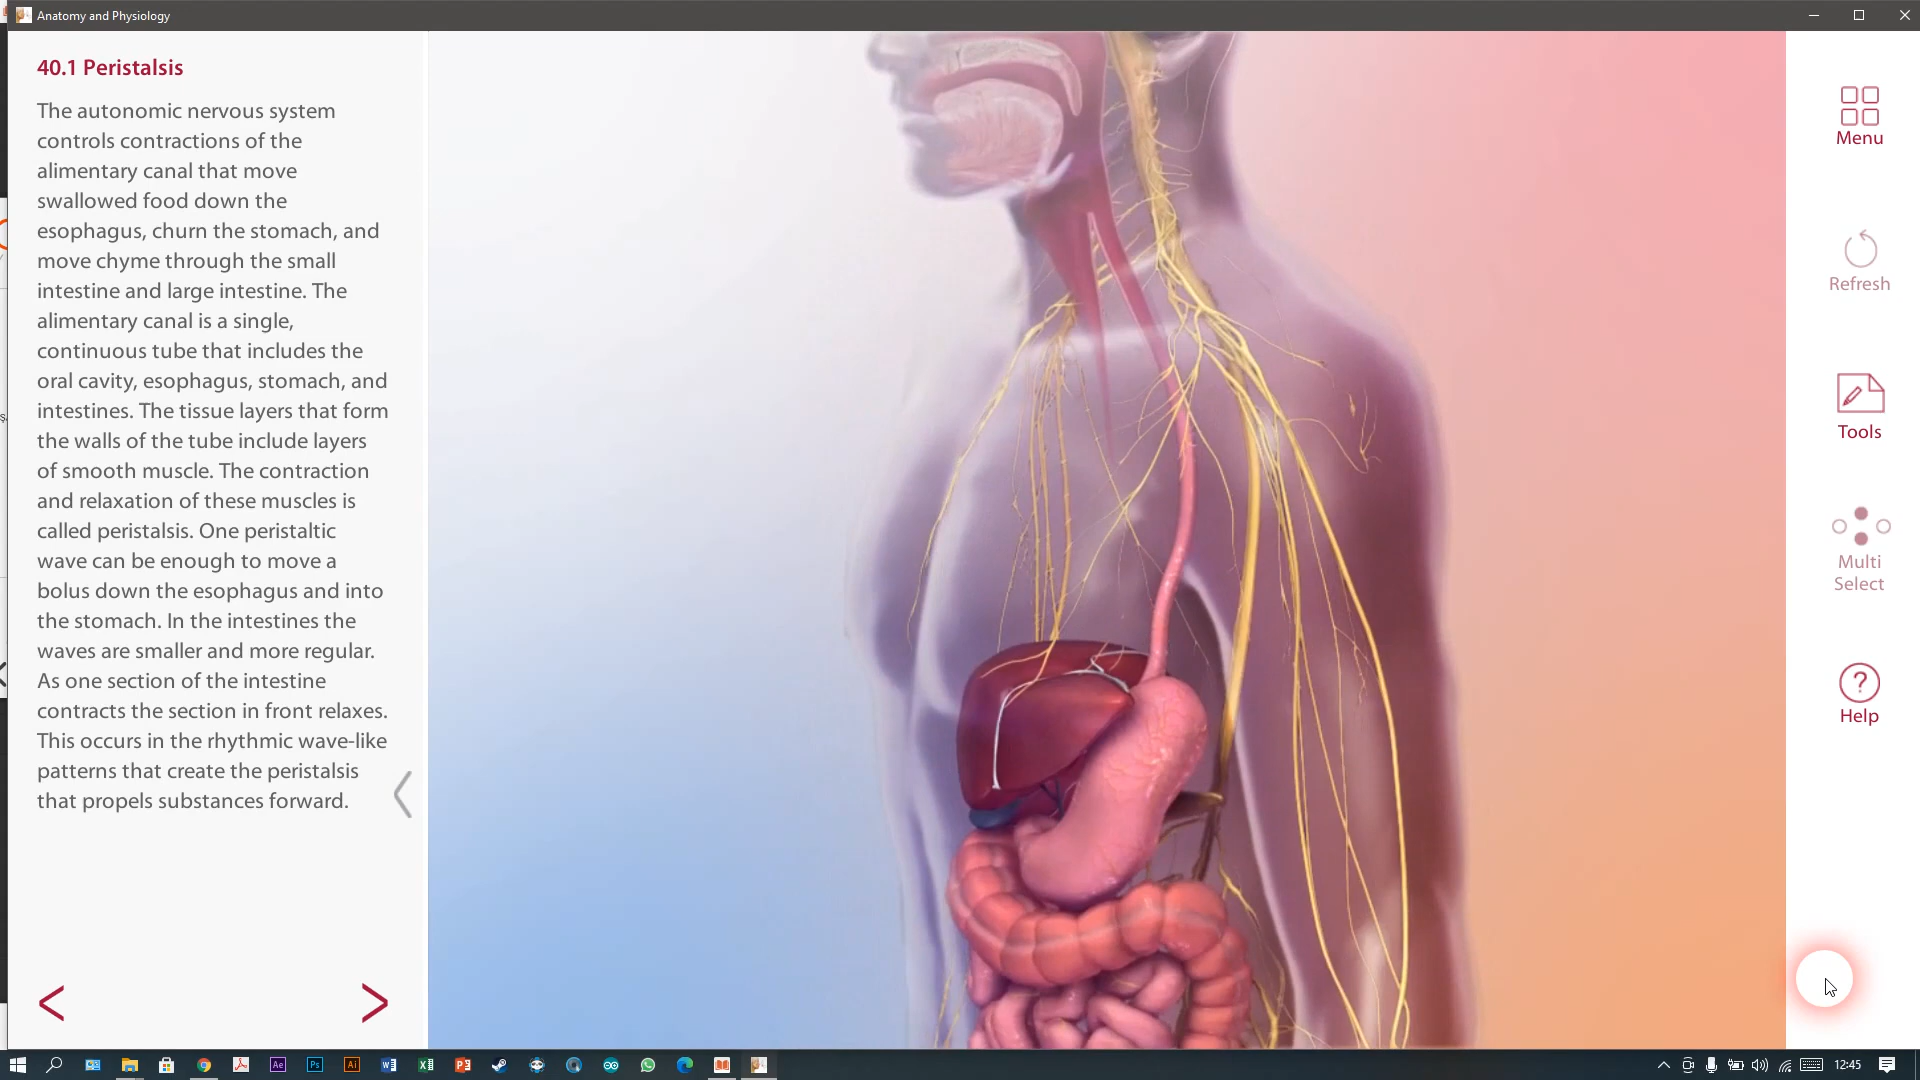 Anatomy and Physiology
40.1 Peristalsis
The autonomic nervous system
controls contractions of the
alimentary canal that move
swallowed food down the
esophagus, churn the stomach, and
move chyme through the small
intestine and large intestine. The
alimentary canal is a single,
continuous tube that includes the
oral cavity, esophagus, stomach, and
intestines. The tissue layers that form
the walls of the tube include layers
of smooth muscle. The contraction
and relaxation of these muscles is
called peristalsis. One peristaltic
wave can be enough to move a
bolus down the esophagus and into
the stomach. In the intestines the
waves are smaller and more regular.
As one section of the intestine
contracts the section in front relaxes.
This occurs in the rhythmic wave-like
patterns that create the peristalsis
that propels substances forward.
Menu
Refresh
Tools
Multi
Select
?
Help
Ae
Ps
Ai
12:45